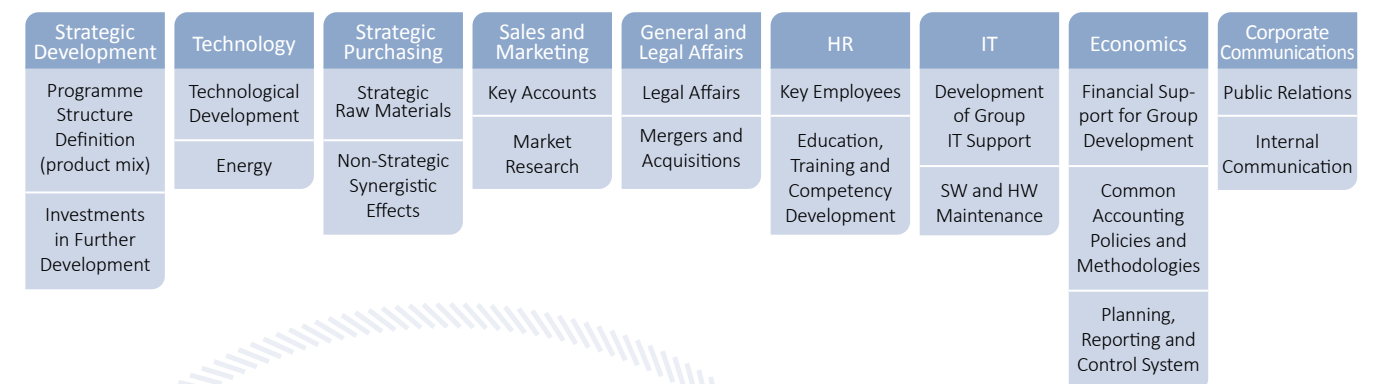 Strategic
Development
Programme
Structure
Definition
(product mix)
Investments
in Further
Development
Technology
Technological
Development
Energy
Strategic
Purchasing
Strategic
Raw Materials
Non-Strategic
Synergistic
Effects
Sales and
Marketing
Key Accounts
Market
Research
General and
Legal Affairs
Legal Affairs
Mergers and
Acquisitions
HR
Key Employees
Education,
Training and
Competency
Development
IT
Development
of Group
IT Support
SW and HW
Maintenance
Economics
Financial Sup-
port for Group
Development
Common
Accounting
Policies and
Methodologies
Planning,
Reporting and
Control System
Corporate
Communications
Public Relations
Internal
Communication